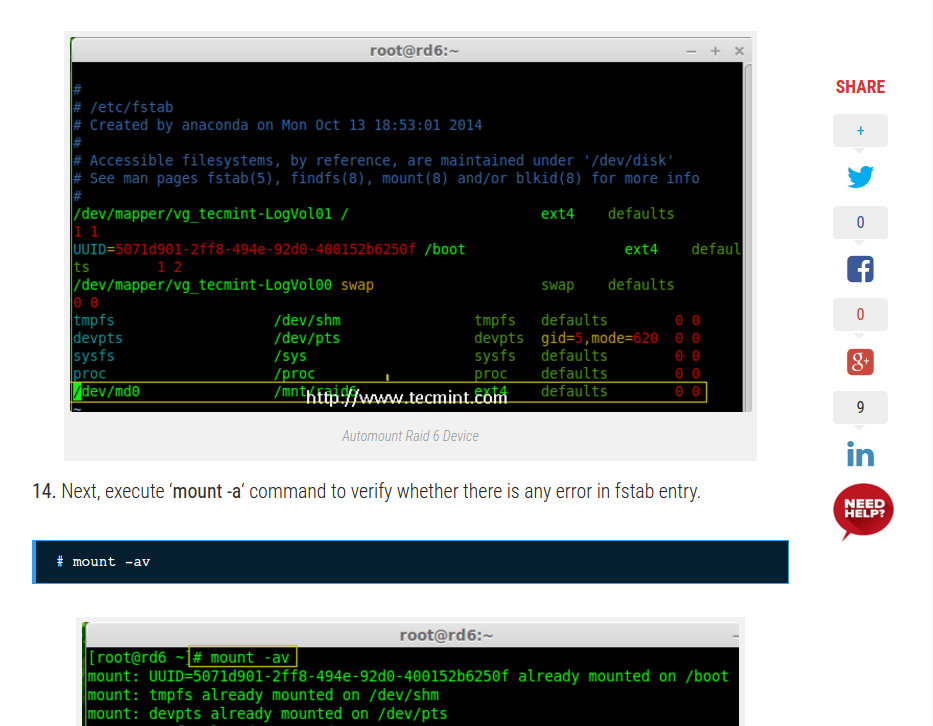 root@rd6:~
#
# /etc/fstab
# Created by anaconda on Mon Oct 13 18:53:01 2014
#
# Accessible filesystems, by reference, are maintained under '/dev/disk'
# See man pages fstab(5), findfs(8), mount(8) and/or blkid(8) for more info
#
/dev/mapper/vg_tecmint-LogVol01 / ext4 defaults
1 1
UUID=5071d901-2ff8-494e-92d0-400152b6250f /boot ext4 defaul
ts 1 2
/dev/mapper/vg_tecmint-LogVol00 swap swap defaults
0 0
tmpfs /dev/shm tmpfs defaults 0 0
devpts /dev/pts devpts gid=5,mode=620 0 0
sysfs /sys sysfs defaults 0 0
proc /proc proc defaults 0 0
/dev/md0 /mnt/raid6 ext4 defaults 0 0
http://www.tecmint.com
~
Automount Raid 6 Device
14. Next, execute ‘mount -a‘ command to verify whether there is any error in fstab entry.
# mount -av
root@rd6:~
[root@rd6 ~]# mount -av
mount: UUID=5071d901-2ff8-494e-92d0-400152b6250f already mounted on /boot
mount: tmpfs already mounted on /dev/shm
mount: devpts already mounted on /dev/pts
SHARE
+
0
0
g+
9
in
NEED
HELP?